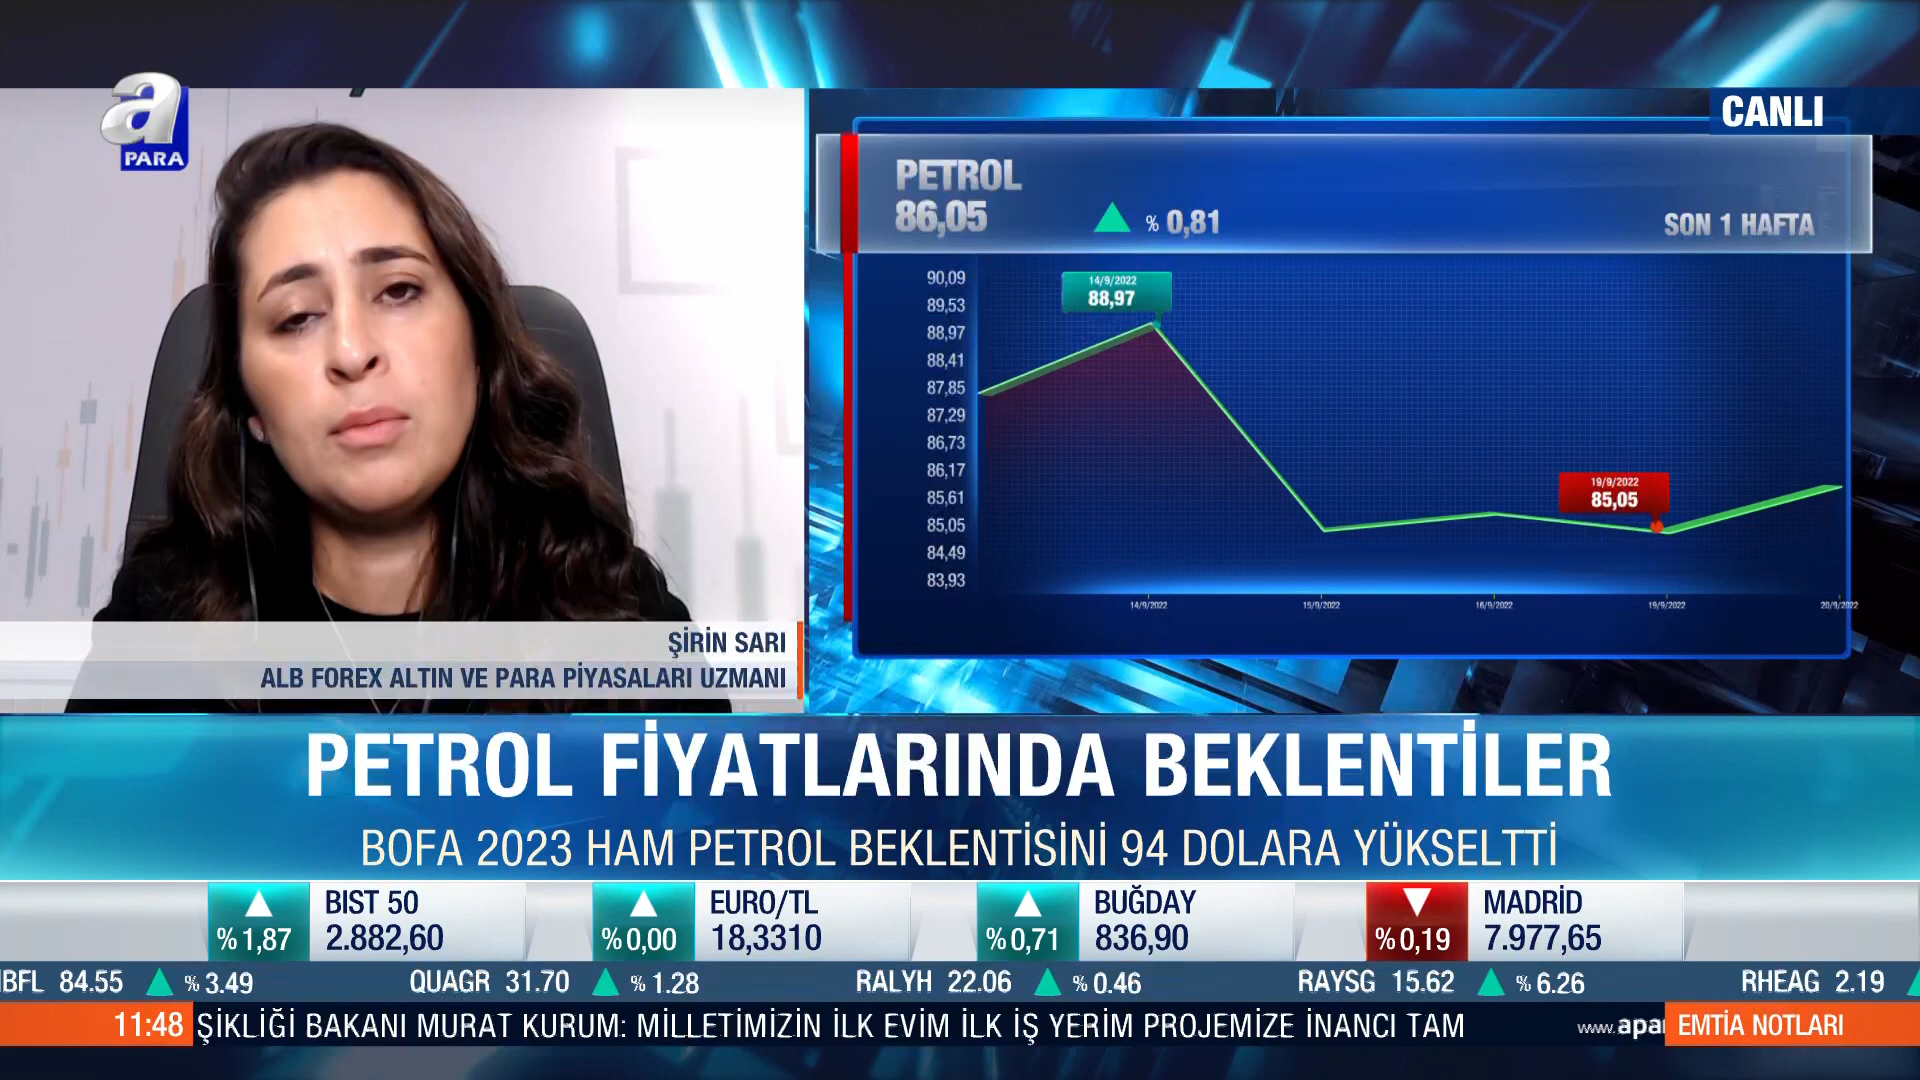 a
PARA
CANLI
PETROL
86,05
% 0,81
SON 1 HAFTA
90,09
89,53
88,97
88,41
87,85
87,29
86,73
86,17
85,61
85,05
84,49
83,93
14/9/2022
88,97
19/9/2022
85,05
14/9/2022
15/9/2022
16/9/2022
19/9/2022
20/9/2022
ŞİRİN SARI
ALB FOREX ALTIN VE PARA PİYASALARI UZMANI
PETROL FİYATLARINDA BEKLENTİLER
BOFA 2023 HAM PETROL BEKLENTİSİNİ 94 DOLARA YÜKSELTTİ
%1,87 BIST 50 2.882,60
%0,00 EURO/TL 18,3310
%0,71 BUĞDAY 836,90
%0,19 MADRİD 7.977,65
BFL 84.55 % 3.49 QUAGR 31.70 % 1.28 RALYH 22.06 % 0.46 RAYSG 15.62 % 6.26 RHEAG 2.19
11:48 ŞİKLİĞİ BAKANI MURAT KURUM: MİLLETİMİZİN İLK EVİM İLK İŞ YERİM PROJEMİZE İNANCI TAM www.apar EMTİA NOTLARI